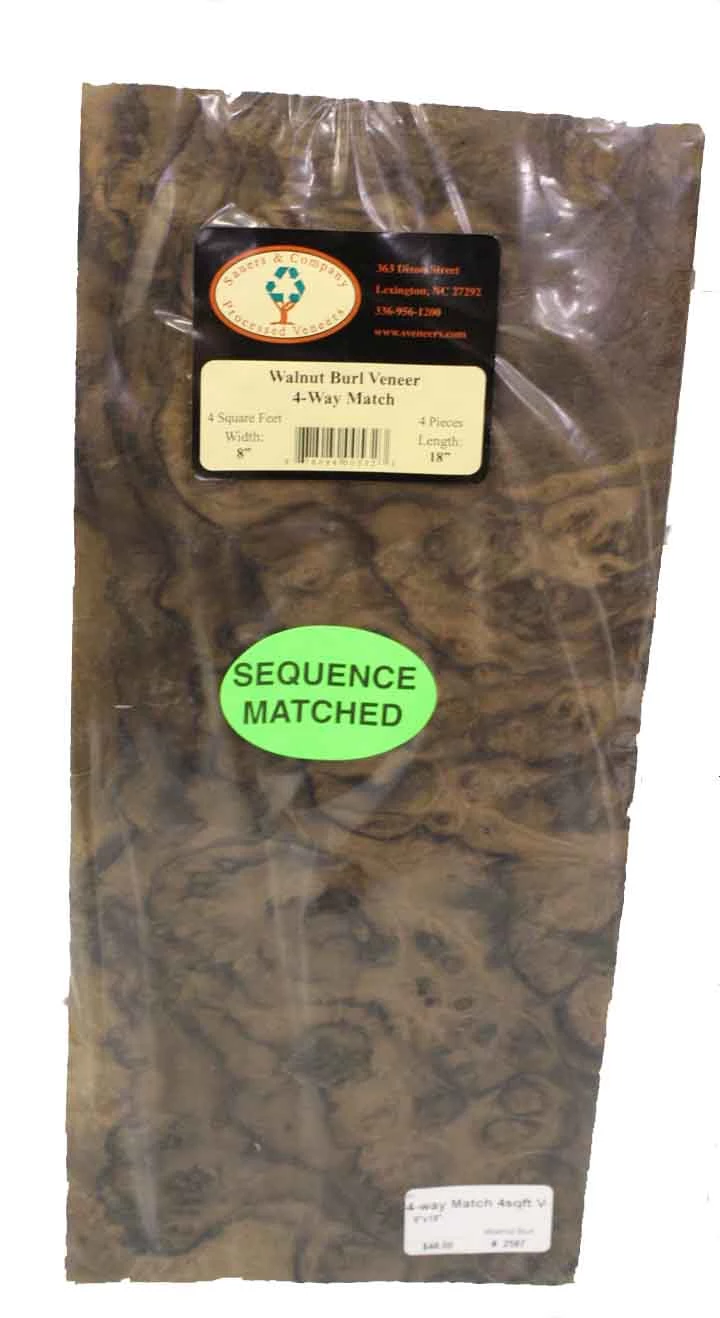 Sauers & Company
Processed Veneers
363 Dixon Street
Lexington, NC 27292
336-956-1200
www.sveneers.com
Walnut Burl Veneer
4-Way Match
4 Square Feet
4 Pieces
Width:
8”
Length:
18”
SEQUENCE
MATCHED
4-way Match 4sqft V
8"x18"
Walnut Burl
# 2587